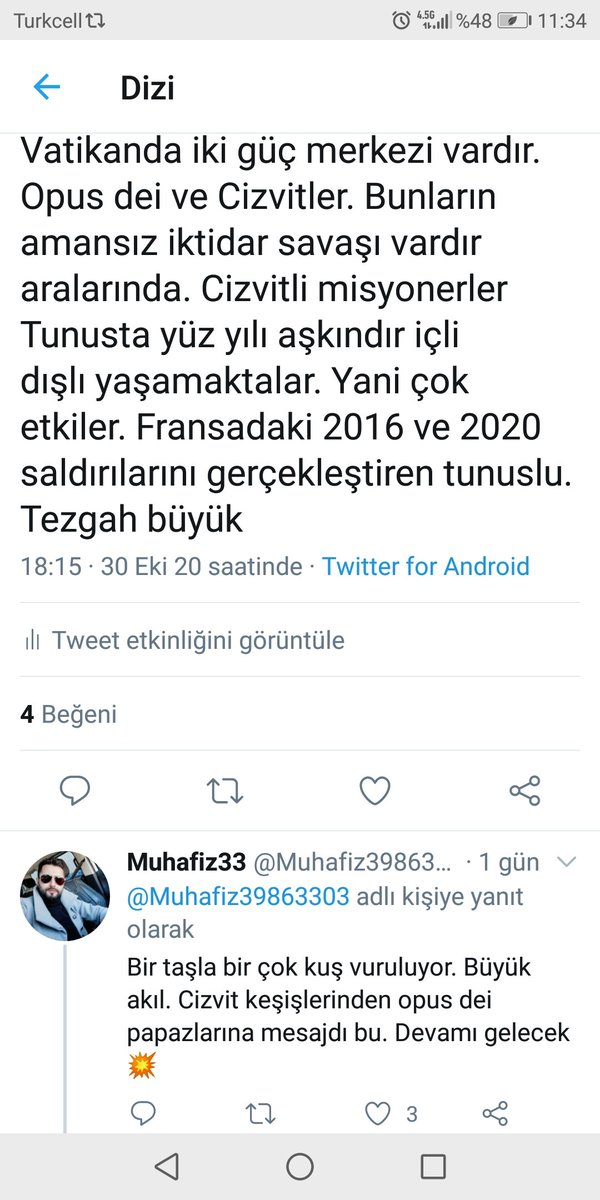 Turkcell 4.5G %48 11:34
Dizi
Vatikanda iki güç merkezi vardır.
Opus dei ve Cizvitler. Bunların
amansız iktidar savaşı vardır
aralarında. Cizvitli misyonerler
Tunusta yüz yılı aşkındır içli
dışlı yaşamaktalar. Yani çok
etkiler. Fransadaki 2016 ve 2020
saldırılarını gerçekleştiren tunuslu.
Tezgah büyük
18:15 · 30 Eki 20 saatinde · Twitter for Android
Tweet etkinliğini görüntüle
4 Beğeni
Muhafiz33 @Muhafiz39863... · 1 gün
@Muhafiz39863303 adlı kişiye yanıt
olarak
Bir taşla bir çok kuş vuruluyor. Büyük
akıl. Cizvit keşişlerinden opus dei
papazlarına mesajdı bu. Devamı gelecek
💥
3